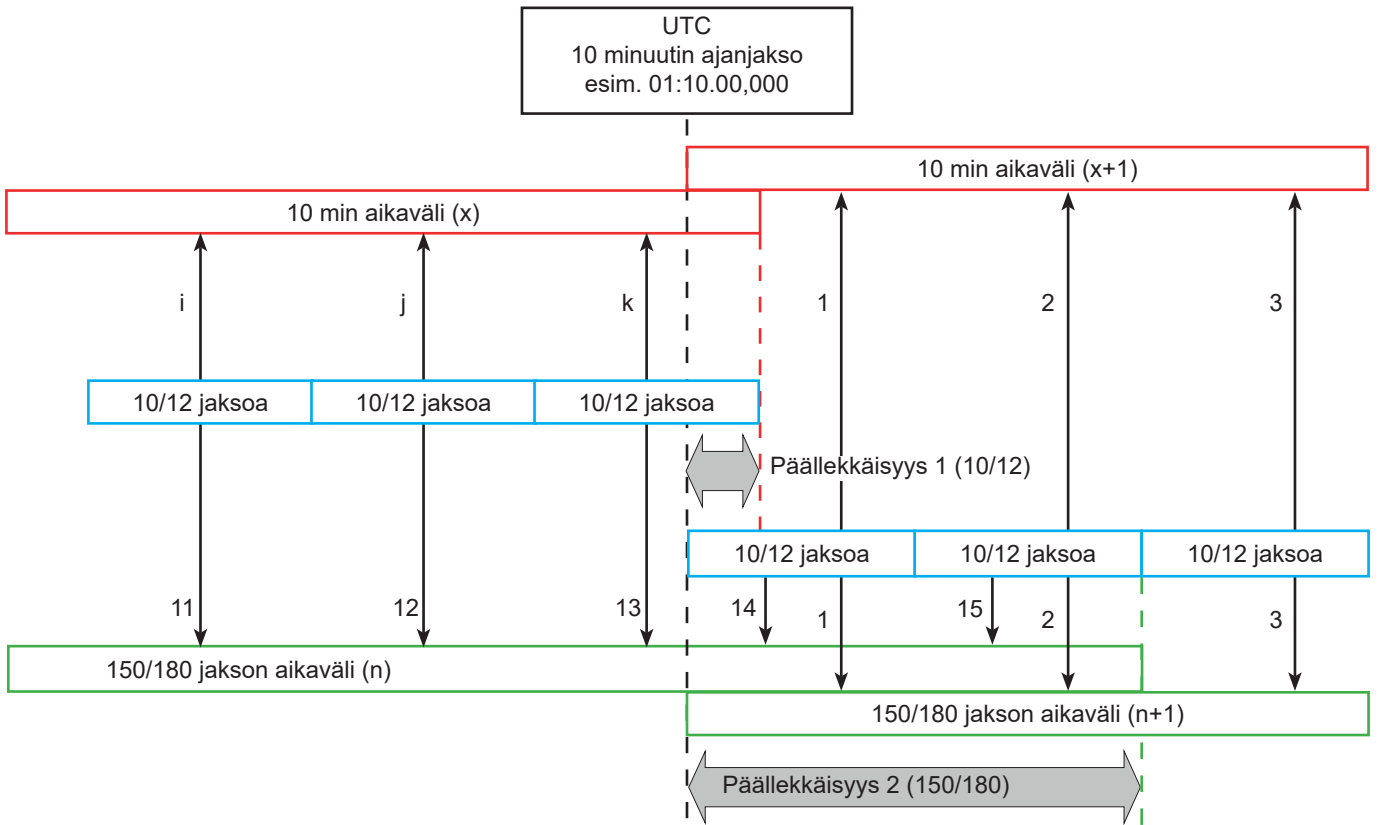 UTC
10 minuutin ajanjakso
esim. 01:10.00,000
10 min aikaväli (x+1)
10 min aikaväli (x)
i
j
k
1
2
3
10/12 jaksoa
10/12 jaksoa
10/12 jaksoa
Päällekkäisyys 1 (10/12)
10/12 jaksoa
10/12 jaksoa
10/12 jaksoa
11
12
13
14
1
15
2
3
150/180 jakson aikaväli (n)
150/180 jakson aikaväli (n+1)
Päällekkäisyys 2 (150/180)